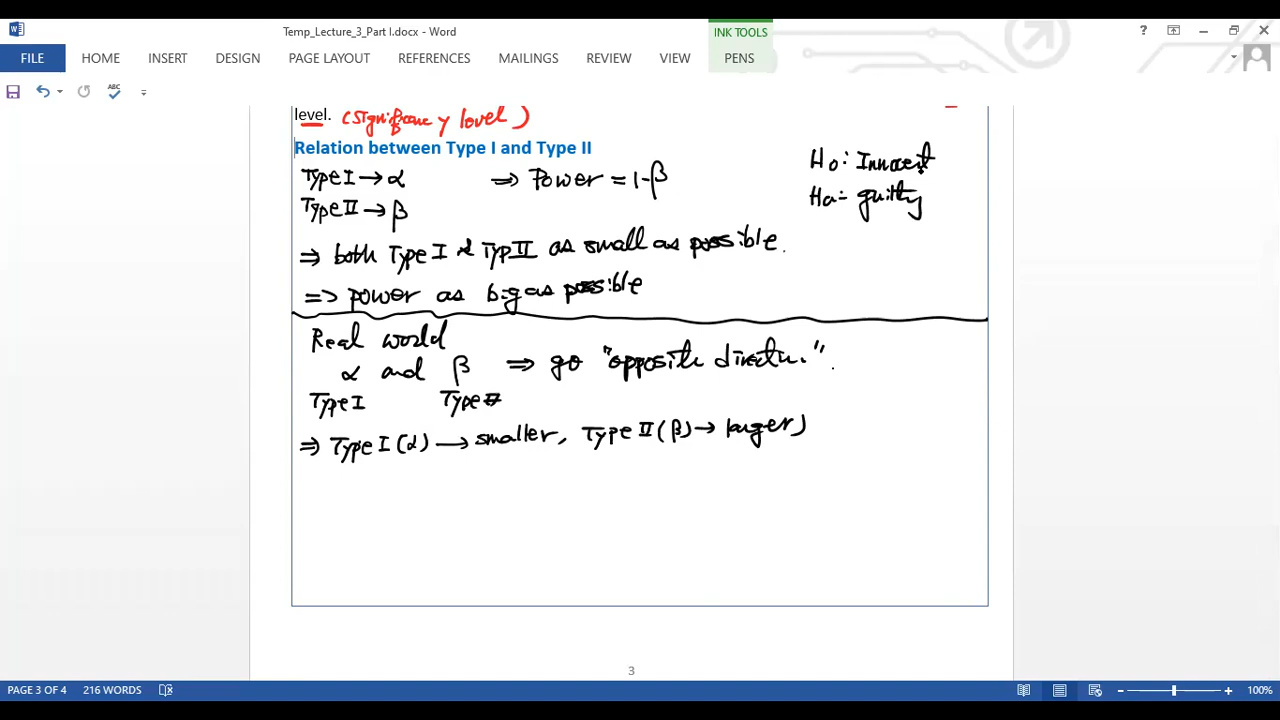 Temp_Lecture_3_Part I.docx - Word
INK TOOLS
FILE HOME INSERT DESIGN PAGE LAYOUT REFERENCES MAILINGS REVIEW VIEW PENS
level. (Significance level)
Relation between Type I and Type II
Type I → α ⇒ Power = 1-β
Type II → β
Ho: Innocent
Ha: guilty
⇒ both Type I & Typ II as small as possible.
⇒ power as big as possible
Real world
α and β ⇒ go "opposite direction."
Type I Type II
⇒ Type I (α) → smaller, Type II (β) → larger)
3
PAGE 3 OF 4 216 WORDS 100%